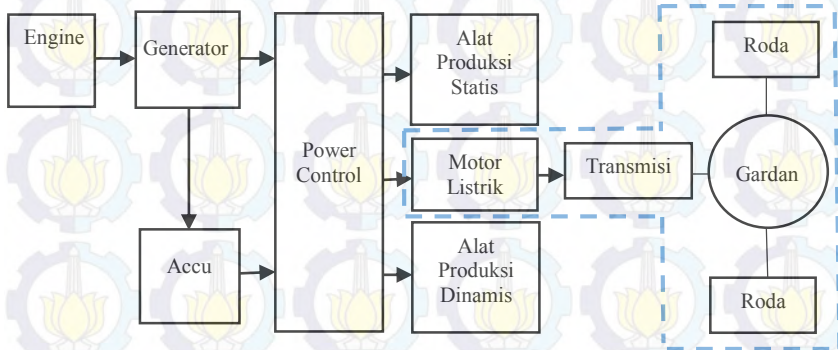 Engine
Generator
Accu
Power
Control
Alat
Produksi
Statis
Motor
Listrik
Alat
Produksi
Dinamis
Transmisi
Roda
Gardan
Roda